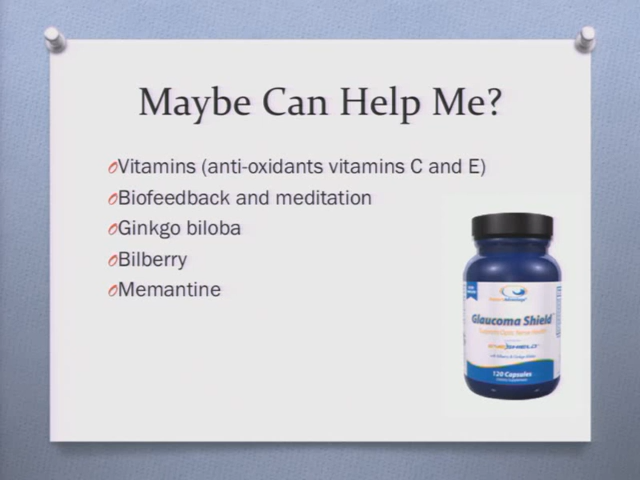 Maybe Can Help Me?
Vitamins (anti-oxidants vitamins C and E)
Biofeedback and meditation
Ginkgo biloba
Bilberry
Memantine
Glaucoma Shield
120 Capsules